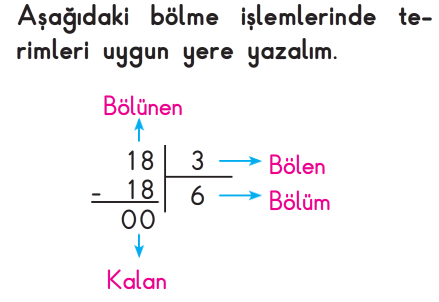 Aşağıdaki bölme işlemlerinde te-
rimleri uygun yere yazalım.
Bölünen
18 3 Bölen
- 18 6 Bölüm
00
Kalan